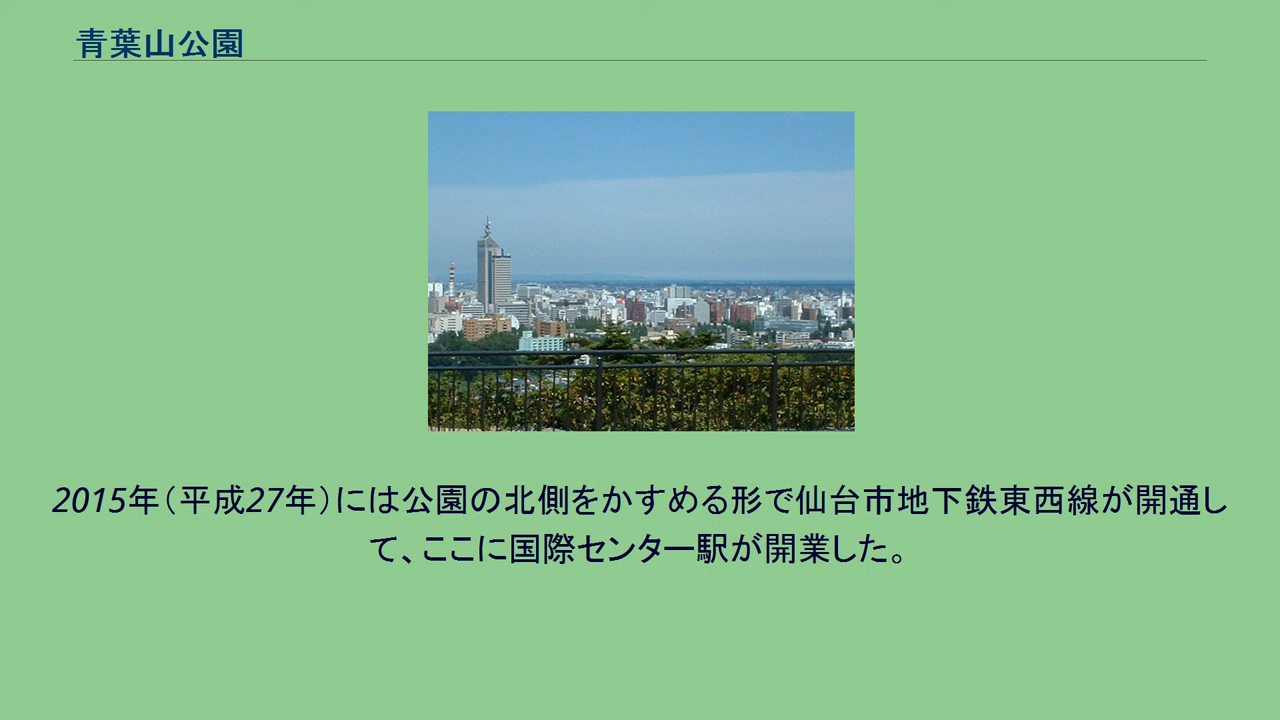 青葉山公園
2015年（平成27年）には公園の北側をかすめる形で仙台市地下鉄東西線が開通し
て、ここに国際センター駅が開業した。